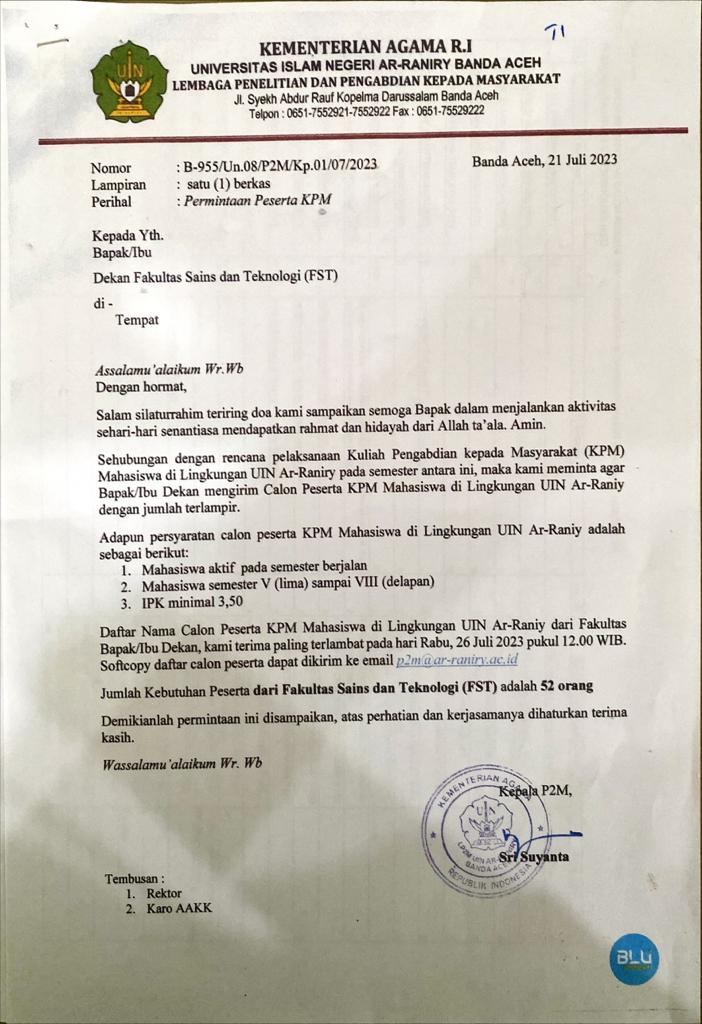 TI
KEMENTERIAN AGAMA R.I
UNIVERSITAS ISLAM NEGERI AR-RANIRY BANDA ACEH
LEMBAGA PENELITIAN DAN PENGABDIAN KEPADA MASYARAKAT
Jl. Syekh Abdur Rauf Kopelma Darussalam Banda Aceh
Telpon : 0651-7552921-7552922 Fax : 0651-75529222
UIN
Nomor : B-955/Un.08/P2M/Kp.01/07/2023 Banda Aceh, 21 Juli 2023
Lampiran : satu (1) berkas
Perihal : Permintaan Peserta KPM
Kepada Yth.
Bapak/Ibu
Dekan Fakultas Sains dan Teknologi (FST)
di -
Tempat
Assalamu'alaikum Wr.Wb
Dengan hormat,
Salam silaturrahim teriring doa kami sampaikan semoga Bapak dalam menjalankan aktivitas
sehari-hari senantiasa mendapatkan rahmat dan hidayah dari Allah ta'ala. Amin.
Sehubungan dengan rencana pelaksanaan Kuliah Pengabdian kepada Masyarakat (KPM)
Mahasiswa di Lingkungan UIN Ar-Raniry pada semester antara ini, maka kami meminta agar
Bapak/Ibu Dekan mengirim Calon Peserta KPM Mahasiswa di Lingkungan UIN Ar-Raniy
dengan jumlah terlampir.
Adapun persyaratan calon peserta KPM Mahasiswa di Lingkungan UIN Ar-Raniy adalah
sebagai berikut:
1. Mahasiswa aktif pada semester berjalan
2. Mahasiswa semester V (lima) sampai VIII (delapan)
3. IPK minimal 3,50
Daftar Nama Calon Peserta KPM Mahasiswa di Lingkungan UIN Ar-Raniy dari Fakultas
Bapak/Ibu Dekan, kami terima paling terlambat pada hari Rabu, 26 Juli 2023 pukul 12.00 WIB.
Softcopy daftar calon peserta dapat dikirim ke email p2m@ar-raniry.ac.id
Jumlah Kebutuhan Peserta dari Fakultas Sains dan Teknologi (FST) adalah 52 orang
Demikianlah permintaan ini disampaikan, atas perhatian dan kerjasamanya dihaturkan terima
kasih.
Wassalamu'alaikum Wr. Wb
Kepala P2M,
KEMENTERIAN AGAMA
UIN
LP2M UIN AR-RANIRY
BANDA ACEH
REPUBLIK INDONESIA
Sri Suyanta
Tembusan :
1. Rektor
2. Karo AAKK
BLU